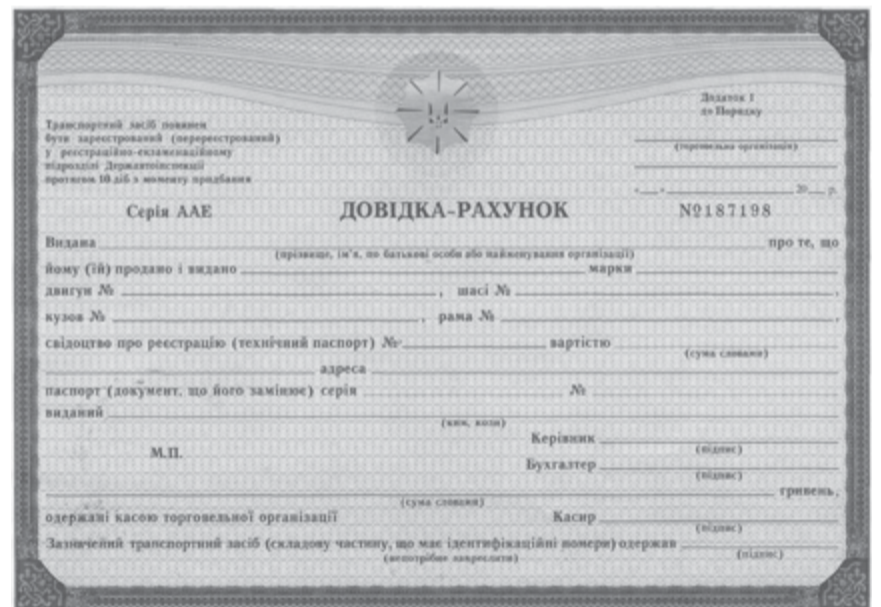 Додаток 1
до Порядку
Транспортний засіб повинен
бути зареєстрований (перереєстрований)
у реєстраційно-екзаменаційному
підрозділі Державтоінспекції
протягом 10 діб з моменту придбання
(торгівельна організація)
«___»____________ 20___ р.
Серія ААЕ ДОВІДКА-РАХУНОК №187198
Видана про те, що
(прізвище, ім'я, по батькові особи або найменування організації)
йому (їй) продано і видано марки
двигун № , шасі № ,
кузов № , рама № ,
свідоцтво про реєстрацію (технічний паспорт) № вартістю
(сума словами)
адреса
паспорт (документ, що його замінює) серія №
виданий
(ким, коли)
Керівник
(підпис)
М.П.
Бухгалтер
(підпис)
гривень,
(сума словами)
одержані касою торговельної організації Касир
(підпис)
Зазначений транспортний засіб (складову частину, що має ідентифікаційні номери) одержав
(непотрібне закреслити) (підпис)